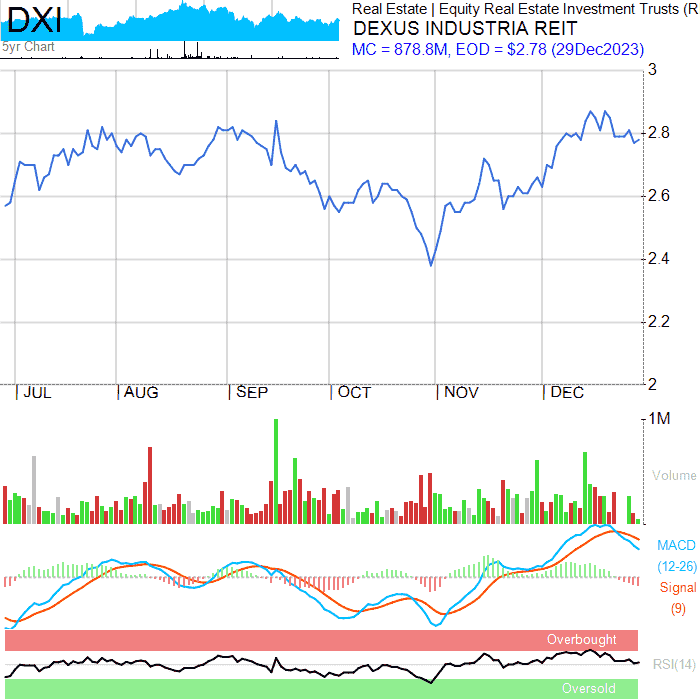 DXI
5yr Chart
Real Estate | Equity Real Estate Investment Trusts (R
DEXUS INDUSTRIA REIT
MC = 878.8M, EOD = $2.78 (29Dec2023)
3
2.8
2.6
2.4
2.2
2
JUL AUG SEP OCT NOV DEC
1M
Volume
MACD
(12-26)
Signal
(9)
Overbought
RSI(14)
Oversold